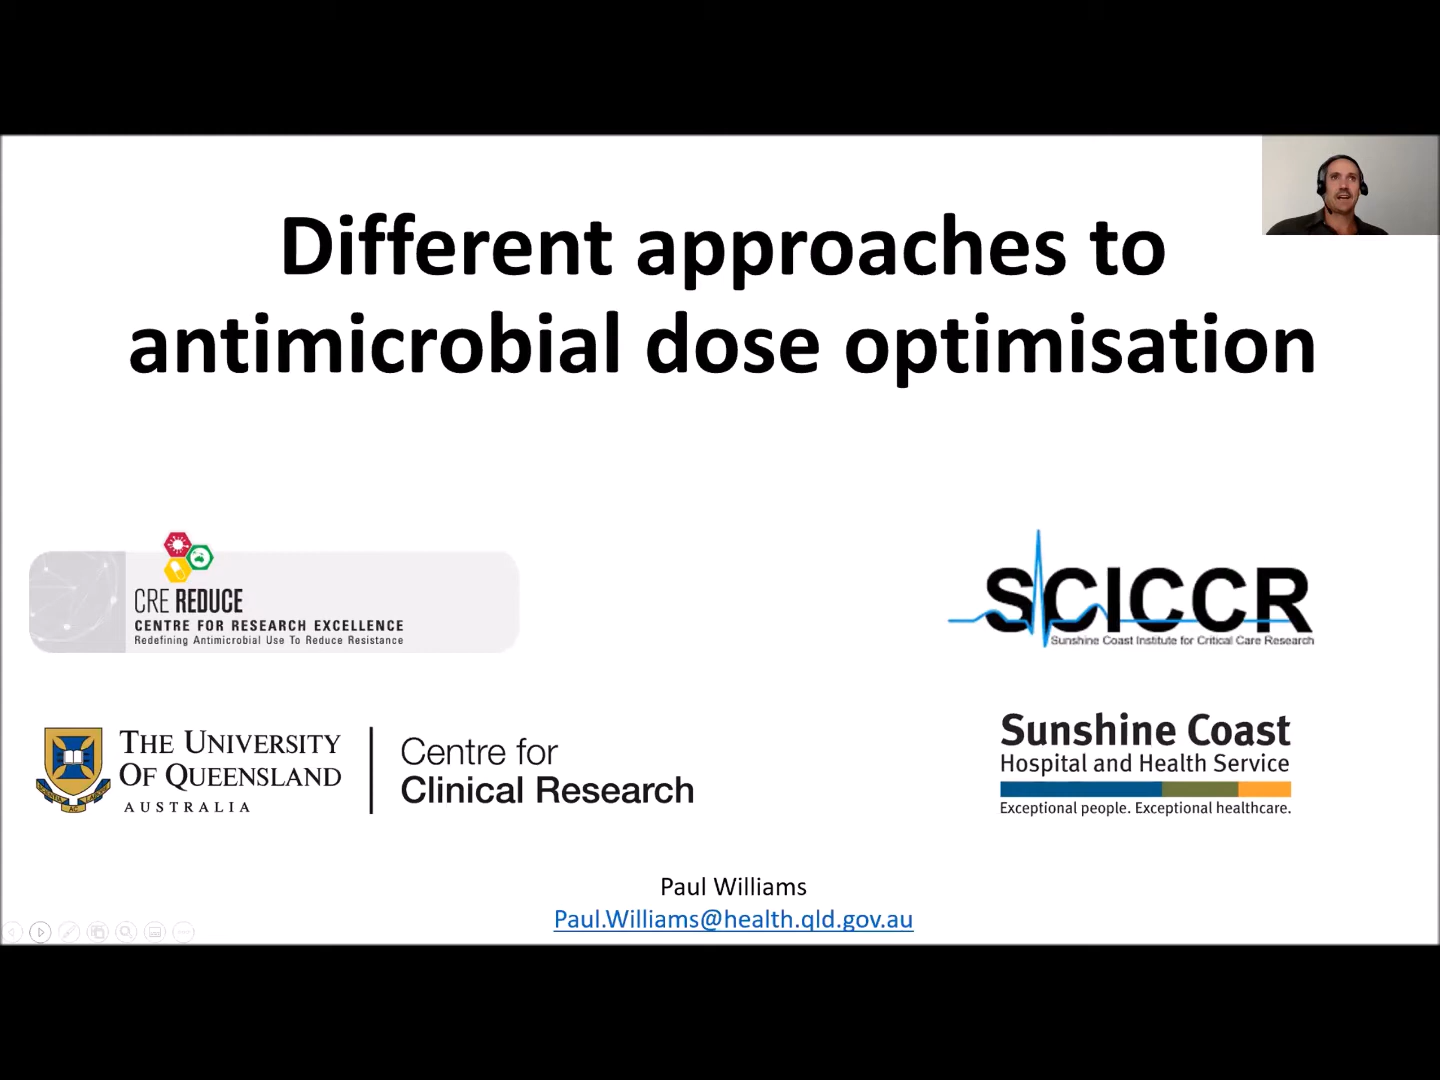 Different approaches to
antimicrobial dose optimisation
CRE REDUCE
CENTRE FOR RESEARCH EXCELLENCE
Redefining Antimicrobial Use To Reduce Resistance
SCICCR
Sunshine Coast Institute for Critical Care Research
THE UNIVERSITY
OF QUEENSLAND
AUSTRALIA
Centre for
Clinical Research
Sunshine Coast
Hospital and Health Service
Exceptional people. Exceptional healthcare.
Paul Williams
Paul.Williams@health.qld.gov.au